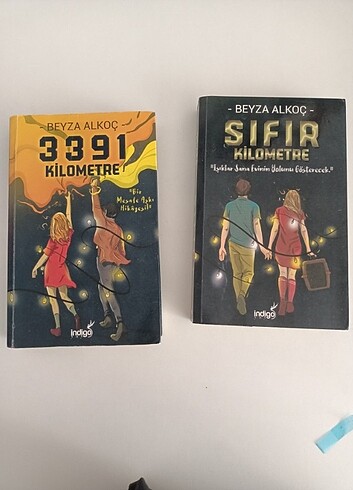 - BEYZA ALKOÇ -
3391
KİLOMETRE
"Bir
Mesafe Aşkı
Hikâyesi"
indigo
- BEYZA ALKOÇ -
SIFIR
KİLOMETRE
"Işıklar Sana Evimin Yolunu Gösterecek."
indigo